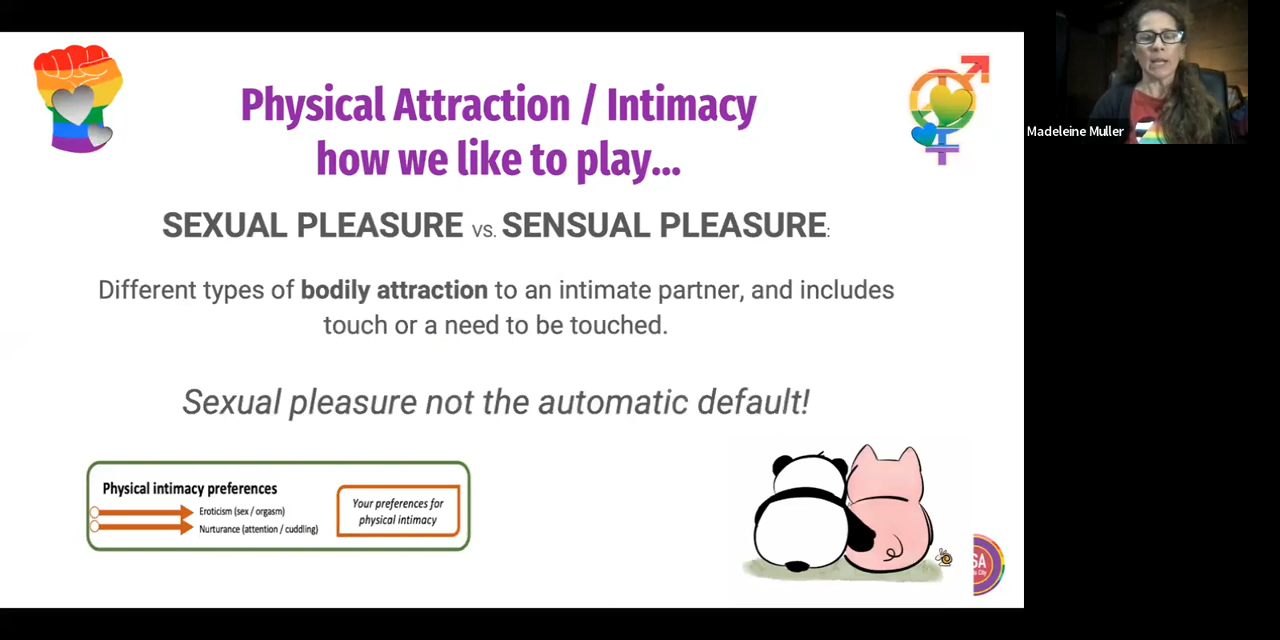 Physical Attraction / Intimacy
how we like to play...
SEXUAL PLEASURE vs. SENSUAL PLEASURE:
Different types of bodily attraction to an intimate partner, and includes
touch or a need to be touched.
Sexual pleasure not the automatic default!
Physical intimacy preferences
Eroticism (sex / orgasm)
Nurturance (attention / cuddling)
Your preferences for
physical intimacy
Madeleine Muller